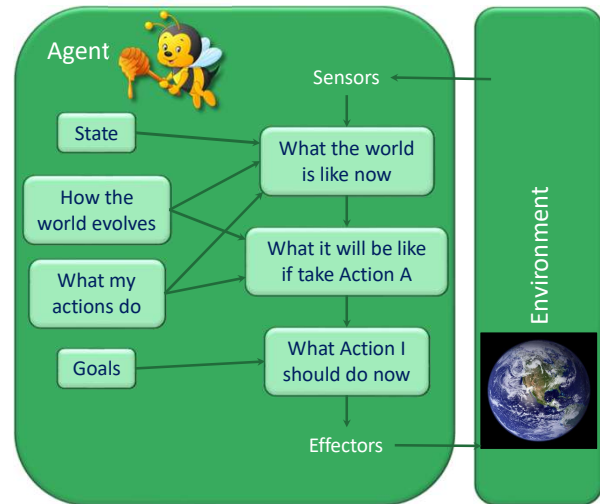 Agent
Sensors
State
What the world
is like now
How the
world evolves
What it will be like
if take Action A
What my
actions do
What Action I
should do now
Goals
Effectors
Environment